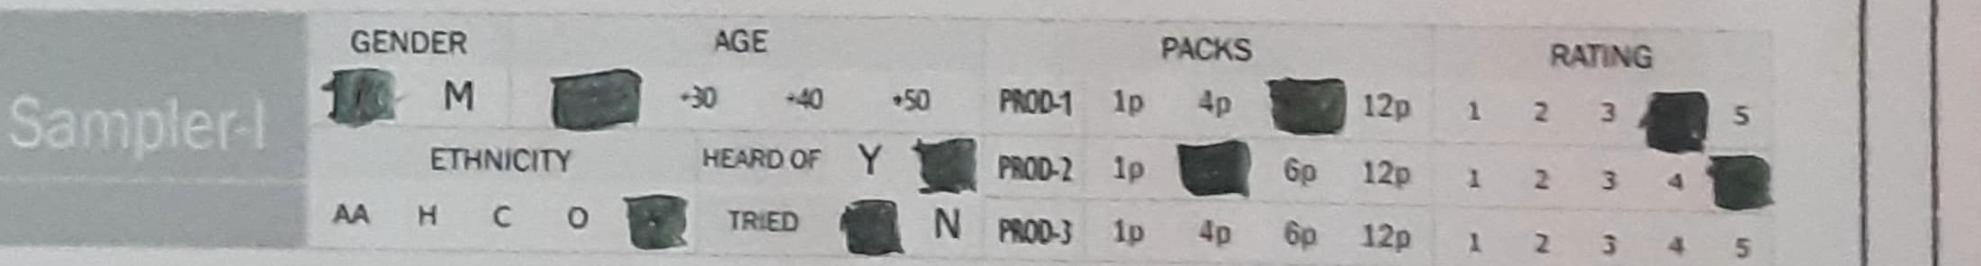 GENDER AGE PACKS RATING
M +30 +40 +50 PROD-1 1p 4p 12p 1 2 3 5
Sampler-I
ETHNICITY HEARD OF Y PROD-2 1p 6p 12p 1 2 3 4
AA H C O TRIED N PROD-3 1p 4p 6p 12p 1 2 3 4 5